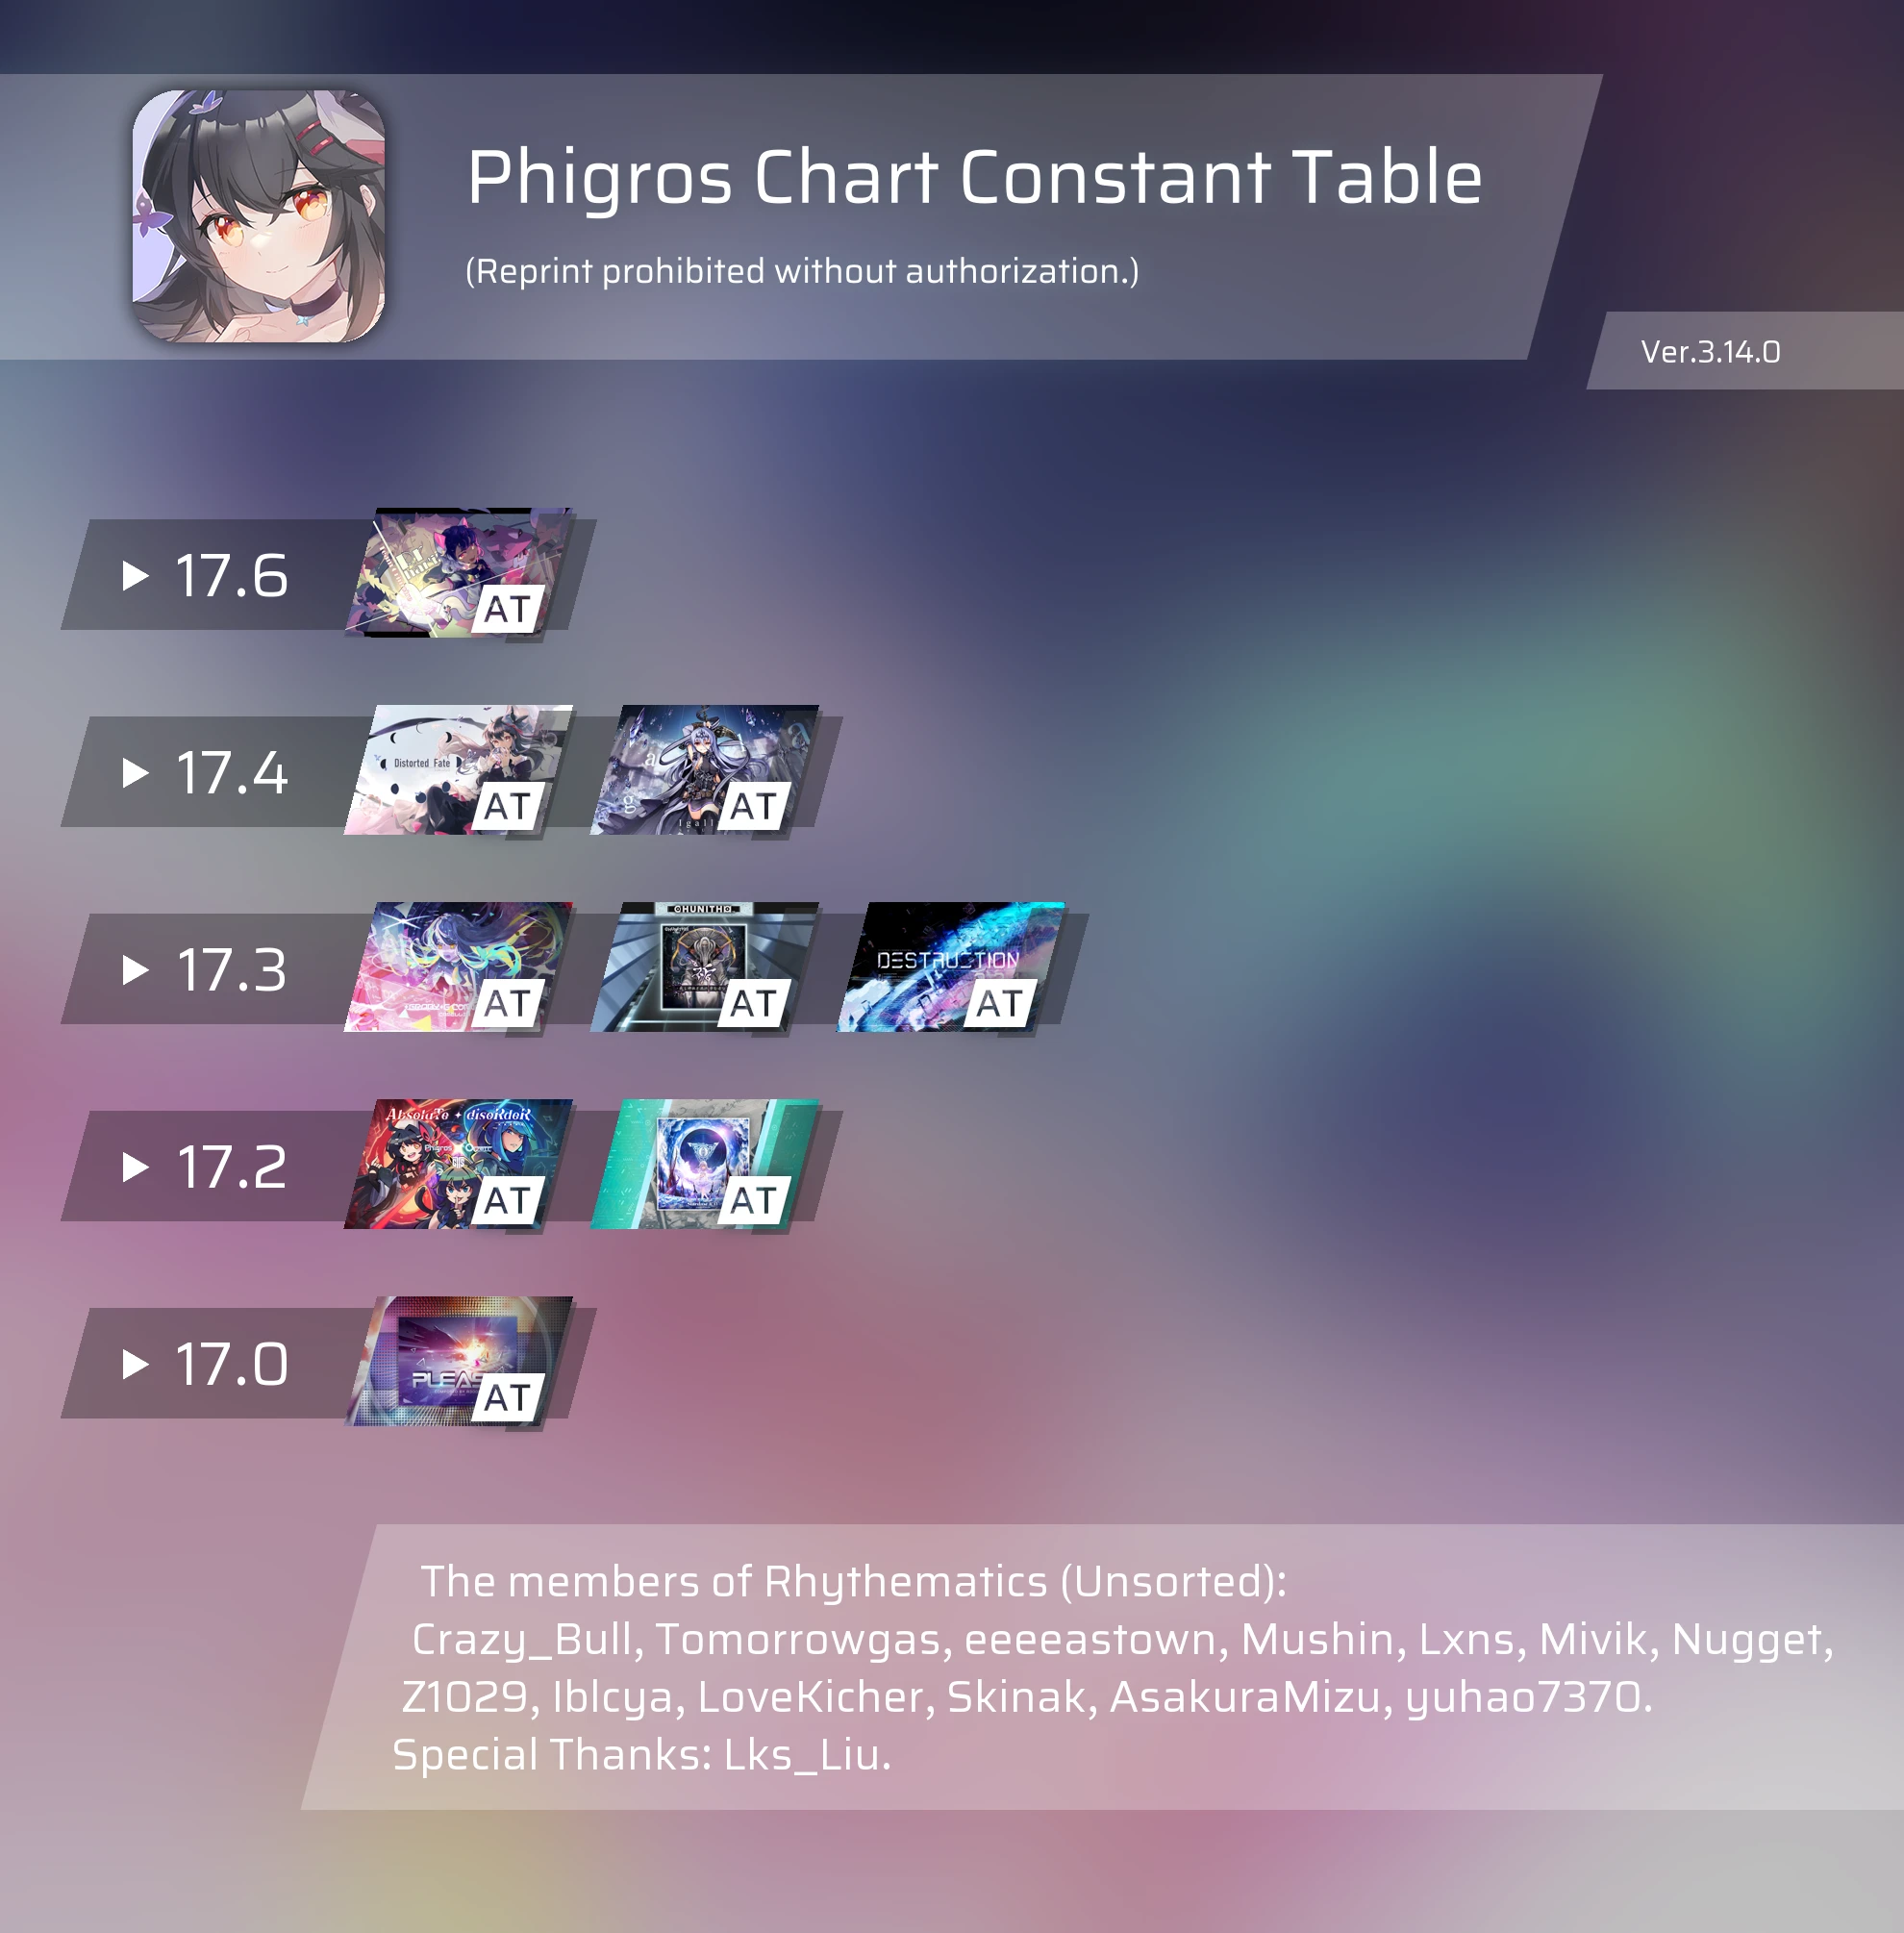 Phigros Chart Constant Table
(Reprint prohibited without authorization.)
Ver.3.14.0
17.6
AT
17.4
Distorted Fate
AT
AT
17.3
AT
AT
DESTRUCTION
AT
17.2
AbsoluTe disoRdeR
AT
AT
17.0
AT
The members of Rhythematics (Unsorted):
Crazy_Bull, Tomorrowgas, eeeeastown, Mushin, Lxns, Mivik, Nugget,
Z1029, Iblcya, LoveKicher, Skinak, AsakuraMizu, yuhao7370.
Special Thanks: Lks_Liu.